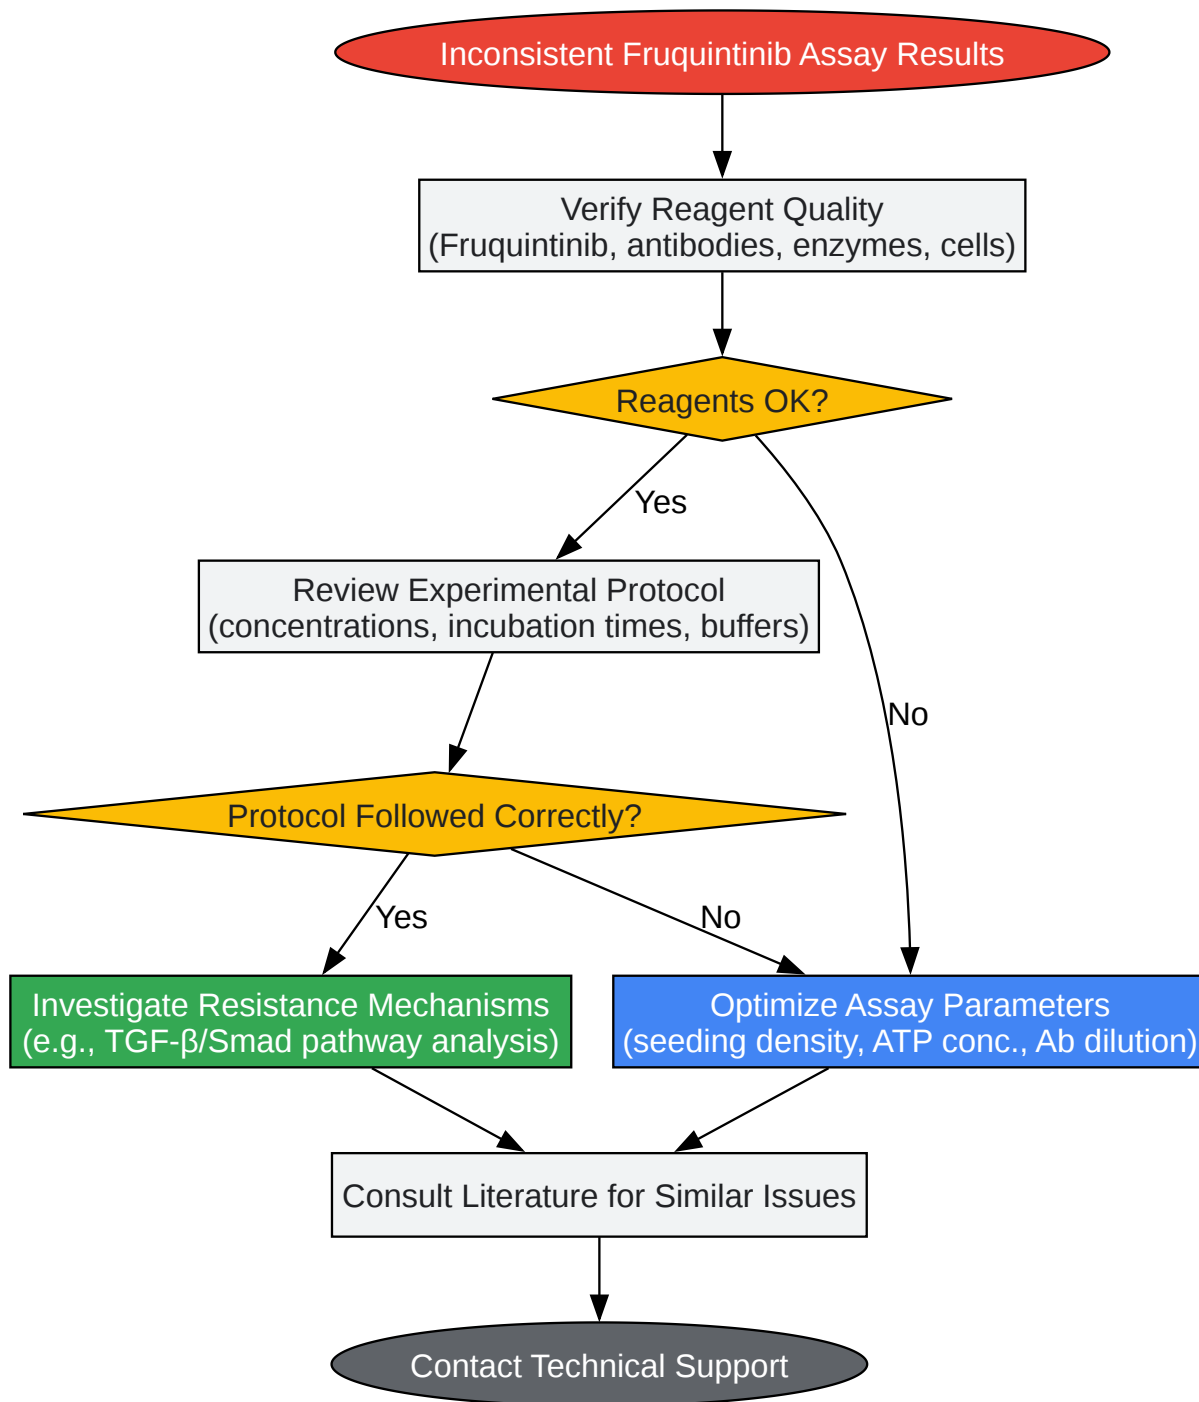 Inconsistent Fruquintinib Assay Results
Verify Reagent Quality
(Fruquintinib, antibodies, enzymes, cells)
Reagents OK?
Yes
Review Experimental Protocol
(concentrations, incubation times, buffers)
No
Protocol Followed Correctly?
Yes
No
Investigate Resistance Mechanisms
(e.g., TGF-β/Smad pathway analysis)
Optimize Assay Parameters
(seeding density, ATP conc., Ab dilution)
Consult Literature for Similar Issues
Contact Technical Support